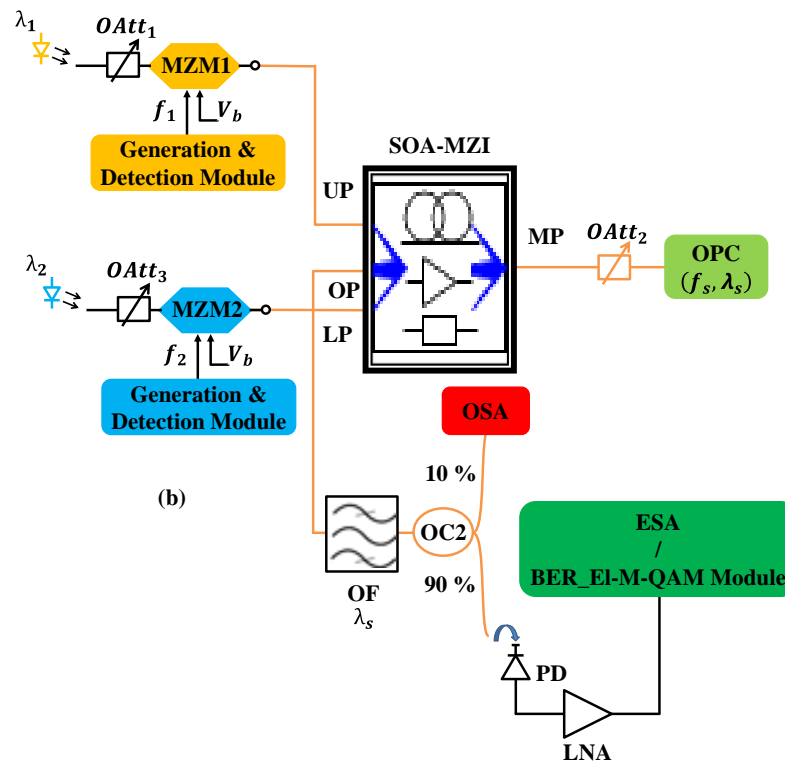 λ1
OAtt1
MZM1
f1
Vb
Generation &
Detection Module
SOA-MZI
UP
MP
OAtt2
OPC
(fs, λs)
λ2
OAtt3
MZM2
OP
LP
f2
Vb
Generation &
Detection Module
OSA
(b)
10 %
OC2
OF
λs
90 %
ESA
/
BER_El-M-QAM Module
PD
LNA